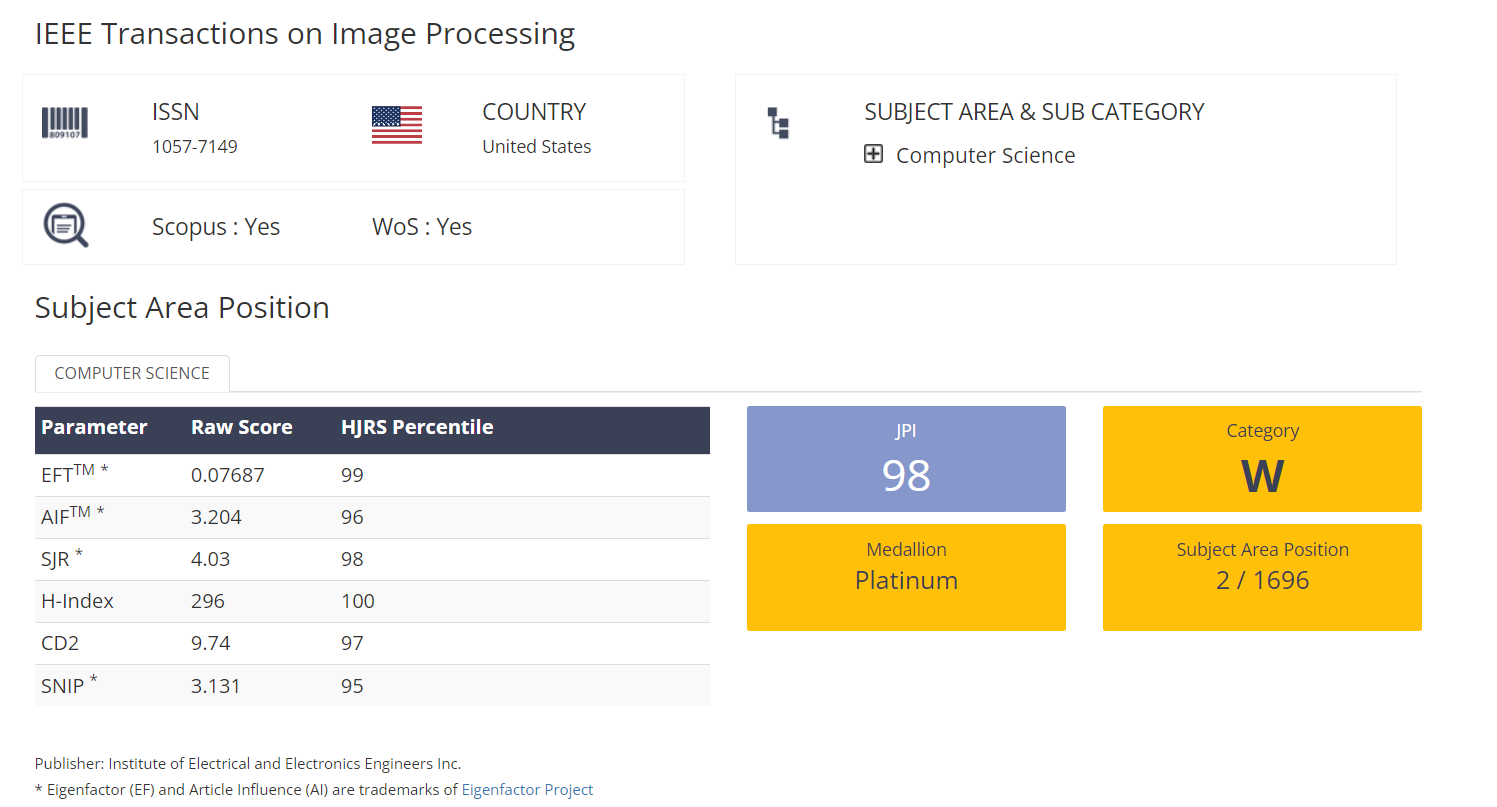 IEEE Transactions on Image Processing
ISSN
1057-7149
809107
COUNTRY
United States
SUBJECT AREA & SUB CATEGORY
Computer Science
Scopus : Yes WoS : Yes
Subject Area Position
COMPUTER SCIENCE
Parameter Raw Score HJRS Percentile
EFTTM * 0.07687 99
AIFTM * 3.204 96
SJR * 4.03 98
H-Index 296 100
CD2 9.74 97
SNIP * 3.131 95
JPI
98
Category
W
Medallion
Platinum
Subject Area Position
2 / 1696
Publisher: Institute of Electrical and Electronics Engineers Inc.
* Eigenfactor (EF) and Article Influence (AI) are trademarks of Eigenfactor Project